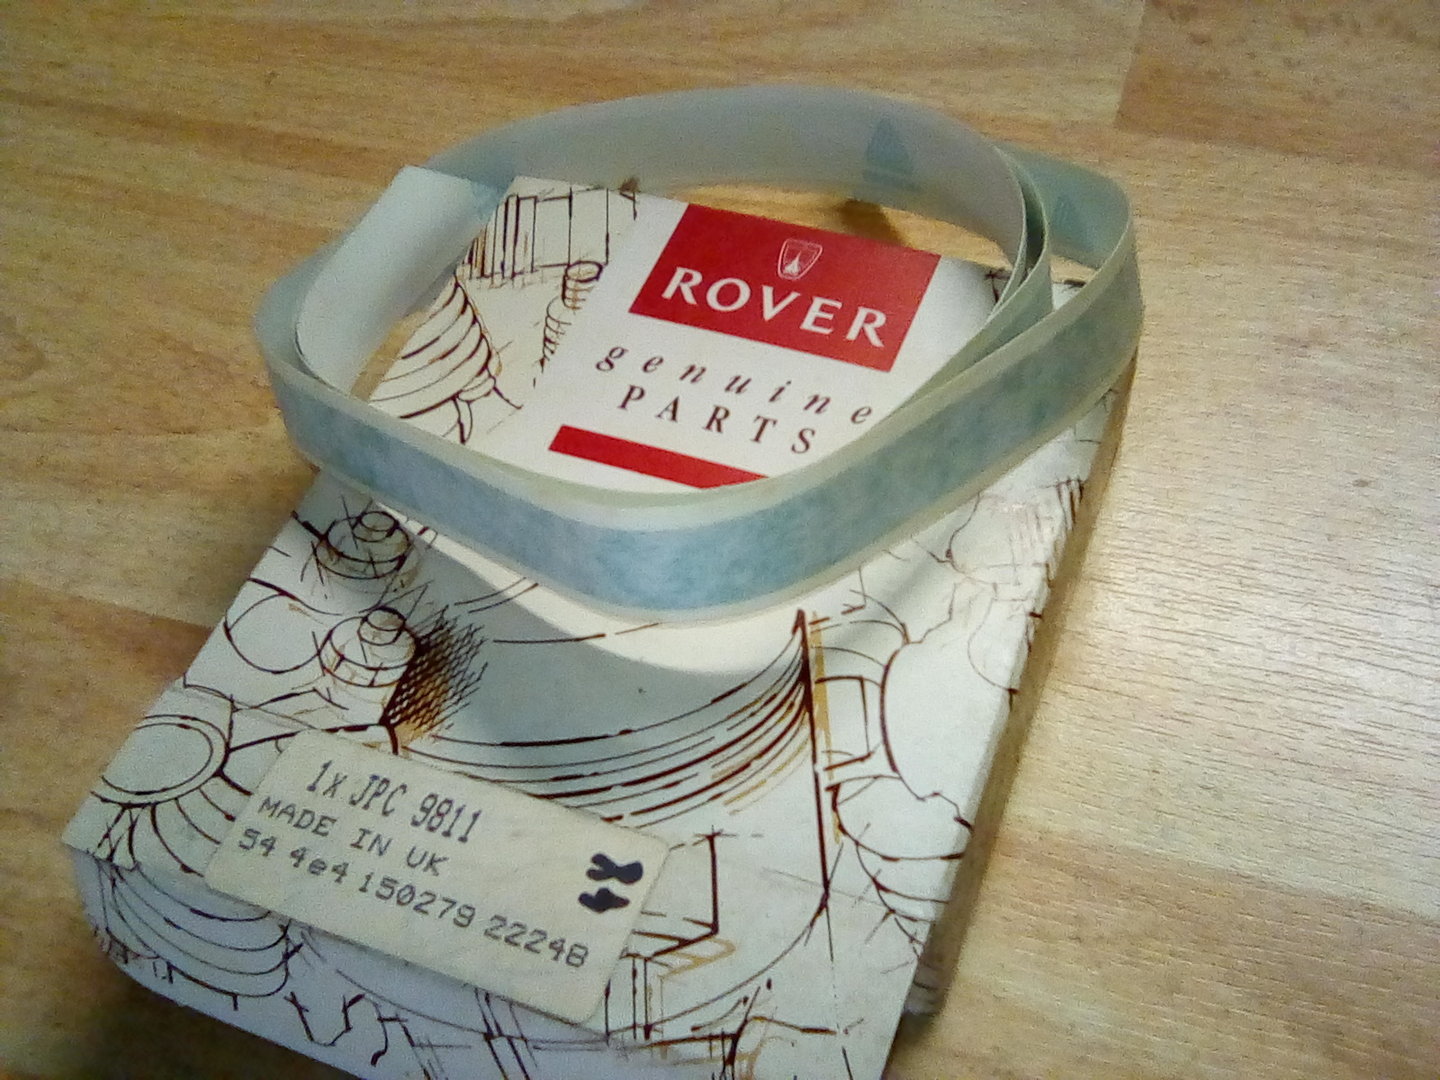 ROVER
genuine
PARTS
1x JPC 9811
MADE IN UK
54 4e4 150279 22248